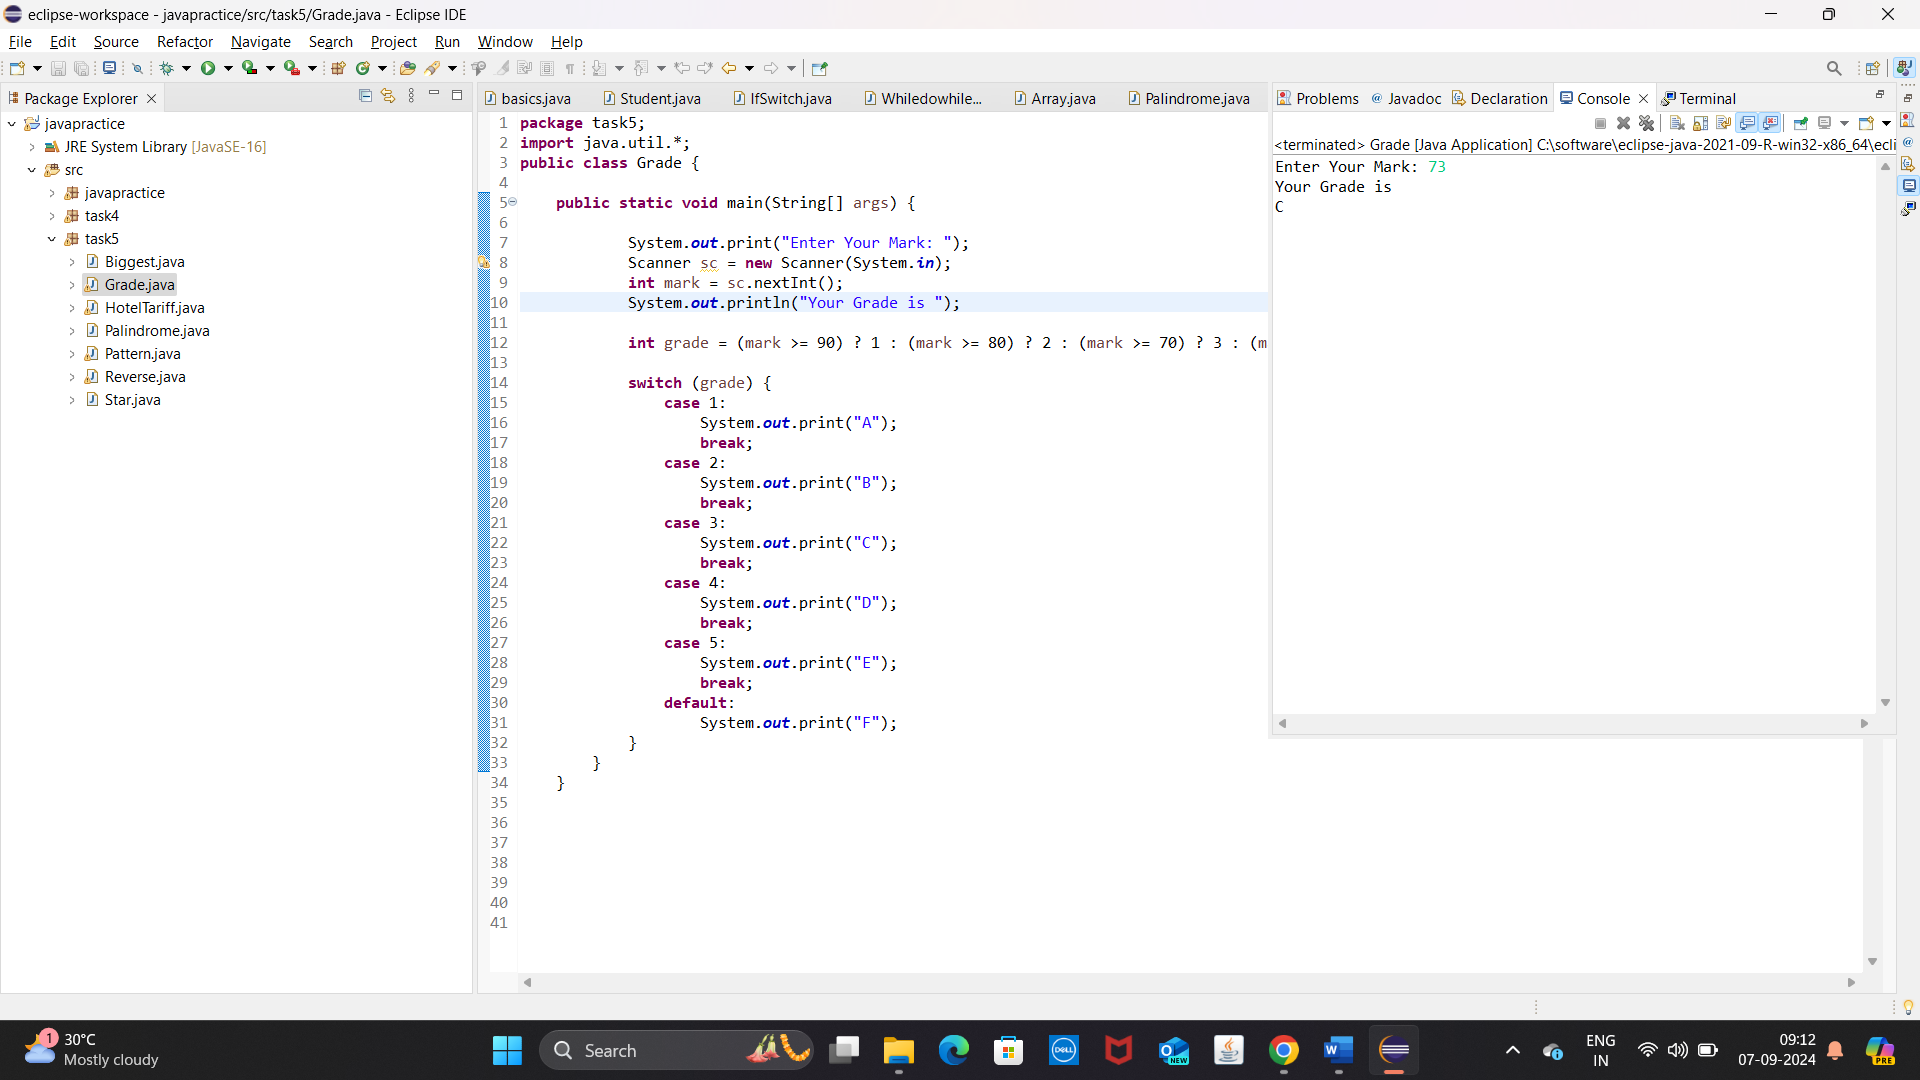 eclipse-workspace - javapractice/src/task5/Grade.java - Eclipse IDE
File Edit Source Refactor Navigate Search Project Run Window Help
Package Explorer
javapractice
JRE System Library [JavaSE-16]
src
javapractice
task4
task5
Biggest.java
Grade.java
HotelTariff.java
Palindrome.java
Pattern.java
Reverse.java
Star.java
basics.java Student.java IfSwitch.java Whiledowhile... Array.java Palindrome.java
1 package task5;
2 import java.util.*;
3 public class Grade {
4
5 public static void main(String[] args) {
6
7 System.out.print("Enter Your Mark: ");
8 Scanner sc = new Scanner(System.in);
9 int mark = sc.nextInt();
10 System.out.println("Your Grade is ");
11
12 int grade = (mark >= 90) ? 1 : (mark >= 80) ? 2 : (mark >= 70) ? 3 : (m
13
14 switch (grade) {
15 case 1:
16 System.out.print("A");
17 break;
18 case 2:
19 System.out.print("B");
20 break;
21 case 3:
22 System.out.print("C");
23 break;
24 case 4:
25 System.out.print("D");
26 break;
27 case 5:
28 System.out.print("E");
29 break;
30 default:
31 System.out.print("F");
32 }
33 }
34 }
35
36
37
38
39
40
41
Problems Javadoc Declaration Console Terminal
<terminated> Grade [Java Application] C:\software\eclipse-java-2021-09-R-win32-x86_64\ecli
Enter Your Mark: 73
Your Grade is
C
1
30°C
Mostly cloudy
Search
DELL
NEW
ENG
IN
09:12
07-09-2024
PRE